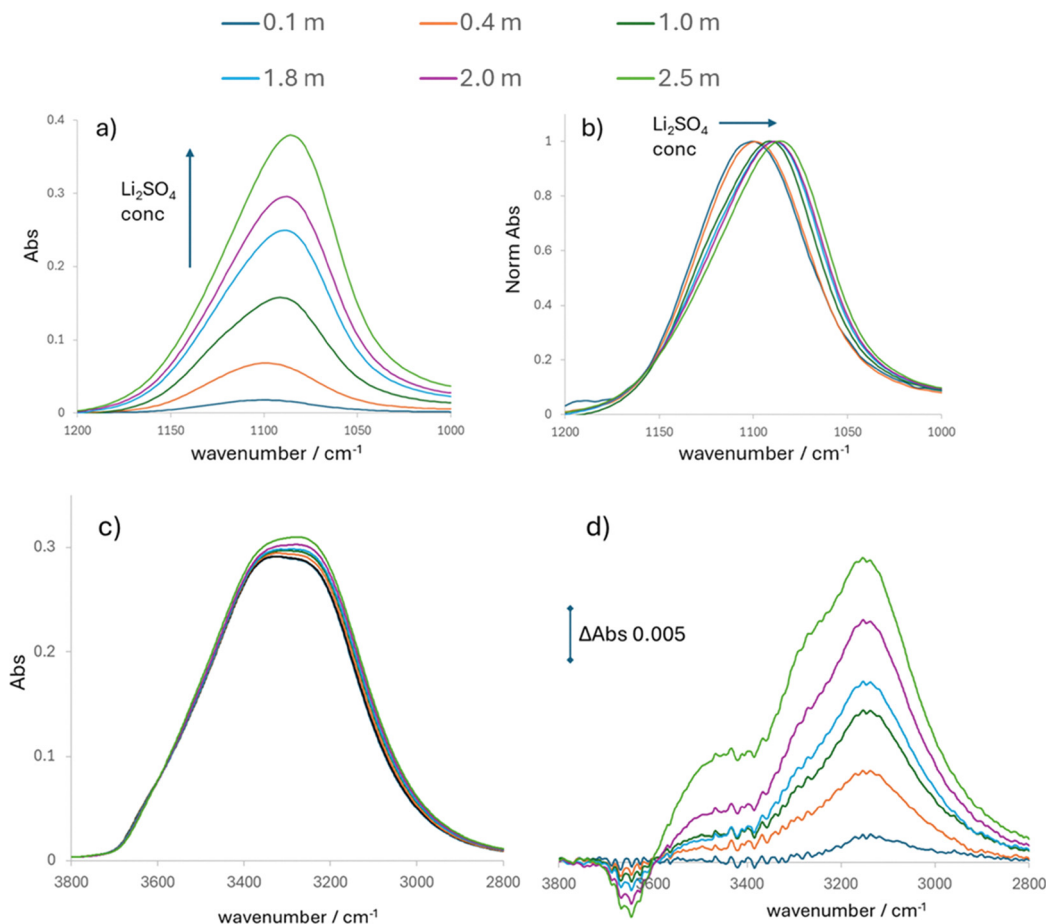 0.1 m 0.4 m 1.0 m
1.8 m 2.0 m 2.5 m
a)
Li₂SO₄
conc
Abs
0.4
0.3
0.2
0.1
0
1200 1150 1100 1050 1000
wavenumber / cm⁻¹
b)
Li₂SO₄
conc
Norm Abs
1
0.8
0.6
0.4
0.2
0
1200 1150 1100 1050 1000
wavenumber / cm⁻¹
c)
Abs
0.3
0.2
0.1
0
3800 3600 3400 3200 3000 2800
wavenumber / cm⁻¹
d)
ΔAbs 0.005
3800 3600 3400 3200 3000 2800
wavenumber / cm⁻¹